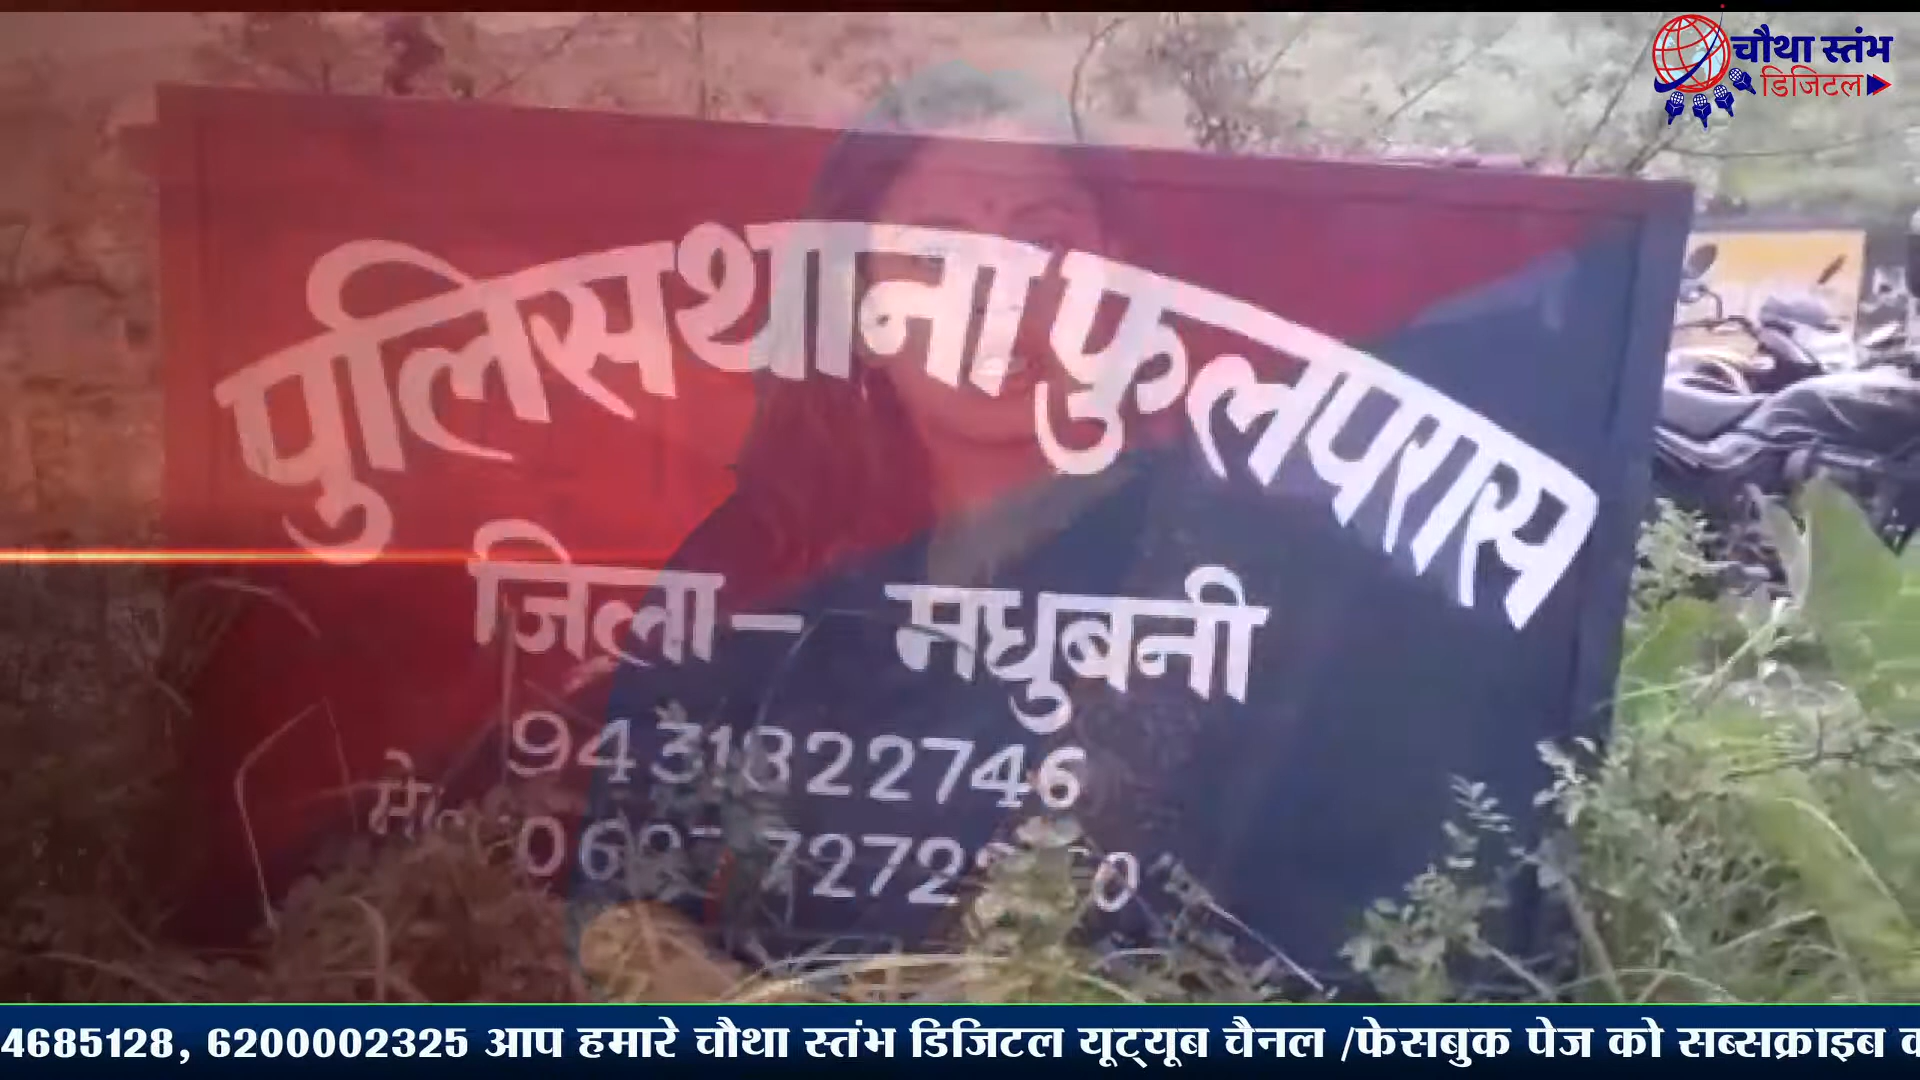 चौथा स्तंभ
डिजिटल
पुलिस थाना फुलपरास
जिला- मधुबनी
9431822746
4685128, 6200002325 आप हमारे चौथा स्तंभ डिजिटल यूट्यूब चैनल /फेसबुक पेज को सब्सक्राइब